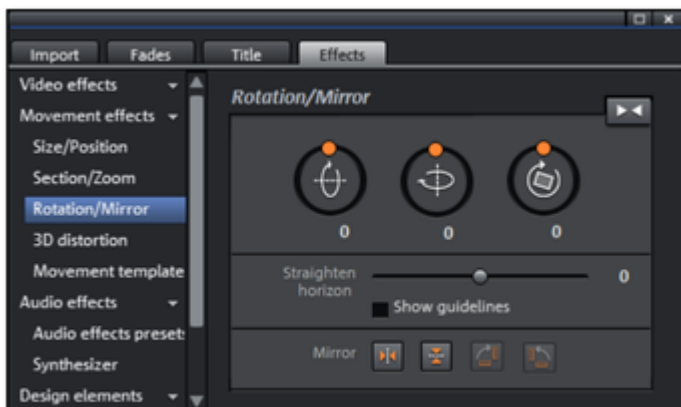 Import Fades Title Effects
Video effects
Movement effects
Size/Position
Section/Zoom
Rotation/Mirror
3D distortion
Movement template
Audio effects
Audio effects preset
Synthesizer
Design elements
Rotation/Mirror
0 0 0
Straighten
horizon
0
Show guidelines
Mirror